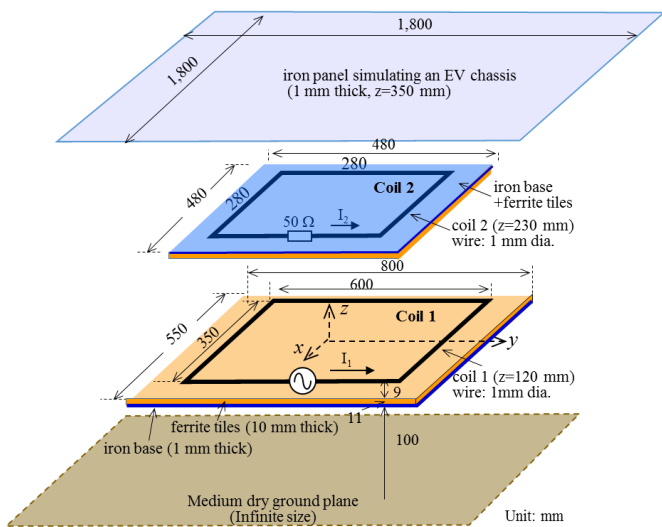 1,800
1,800
iron panel simulating an EV chassis
(1 mm thick, z=350 mm)
480
280
480
280
Coil 2
iron base
+ferrite tiles
50 Ω
I2
coil 2 (z=230 mm)
wire: 1 mm dia.
800
600
550
350
z
Coil 1
x
y
I1
9
coil 1 (z=120 mm)
wire: 1mm dia.
ferrite tiles (10 mm thick)
11
iron base (1 mm thick)
100
Medium dry ground plane
(Infinite size)
Unit: mm